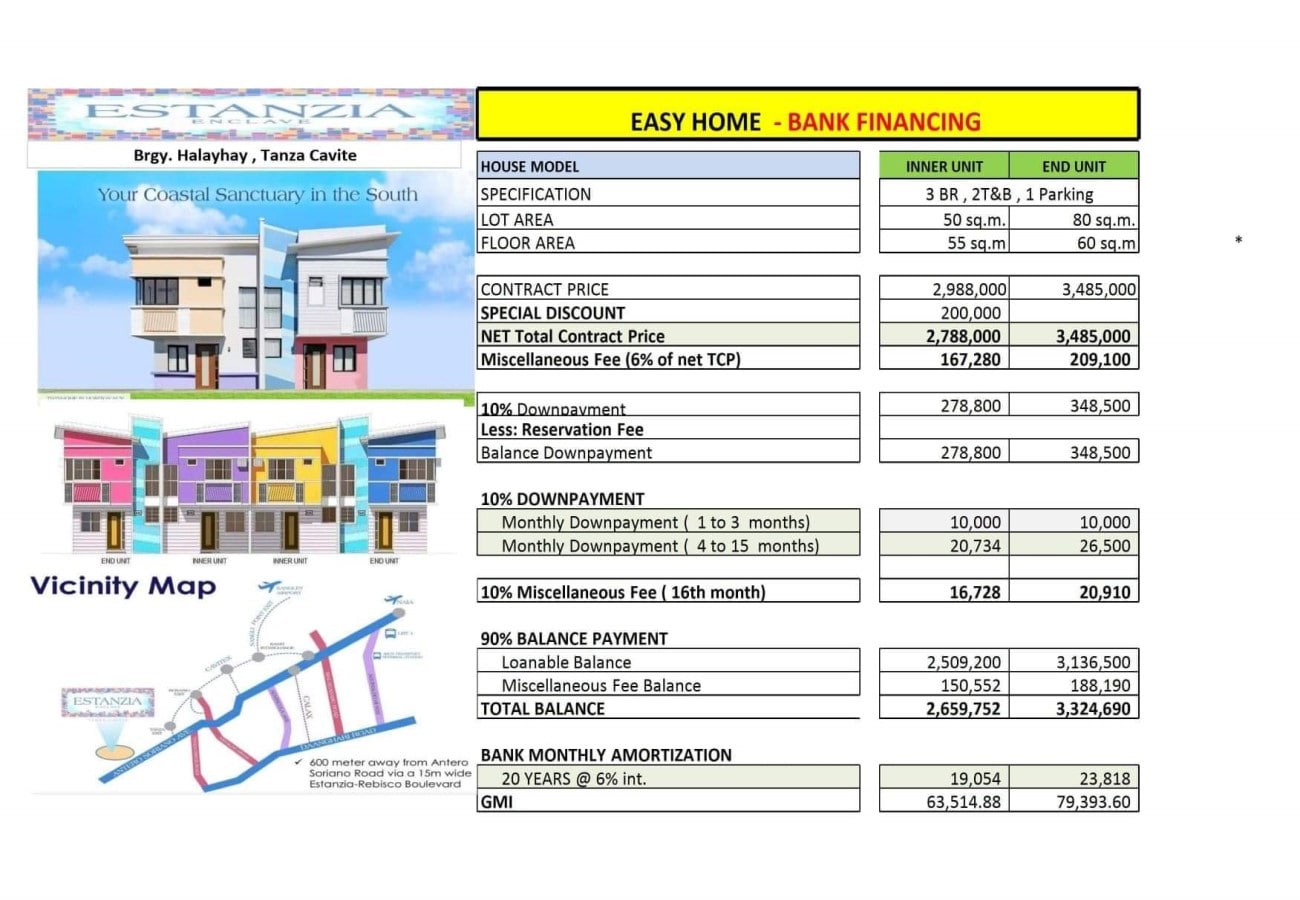 ESTANZIA
ENCLAVE
Brgy. Halayhay , Tanza Cavite
Your Coastal Sanctuary in the South
END UNIT INNER UNIT INNER UNIT END UNIT
Vicinity Map
SANGLEY AIRPORT
NAIA
SANGLEY POINT EXIT
LRT 1
CAVITEX
ESTANZIA
CALAX
ANTERO SORIANO AVE
DAANGHARI ROAD
✓ 600 meter away from Antero
Soriano Road via a 15m wide
Estanzia-Rebisco Boulevard
EASY HOME - BANK FINANCING
HOUSE MODEL INNER UNIT END UNIT
SPECIFICATION 3 BR , 2T&B , 1 Parking
LOT AREA 50 sq.m. 80 sq.m.
FLOOR AREA 55 sq.m 60 sq.m
*
CONTRACT PRICE 2,988,000 3,485,000
SPECIAL DISCOUNT 200,000
NET Total Contract Price 2,788,000 3,485,000
Miscellaneous Fee (6% of net TCP) 167,280 209,100
10% Downpayment 278,800 348,500
Less: Reservation Fee
Balance Downpayment 278,800 348,500
10% DOWNPAYMENT
Monthly Downpayment ( 1 to 3 months) 10,000 10,000
Monthly Downpayment ( 4 to 15 months) 20,734 26,500
10% Miscellaneous Fee ( 16th month) 16,728 20,910
90% BALANCE PAYMENT
Loanable Balance 2,509,200 3,136,500
Miscellaneous Fee Balance 150,552 188,190
TOTAL BALANCE 2,659,752 3,324,690
BANK MONTHLY AMORTIZATION
20 YEARS @ 6% int. 19,054 23,818
GMI 63,514.88 79,393.60